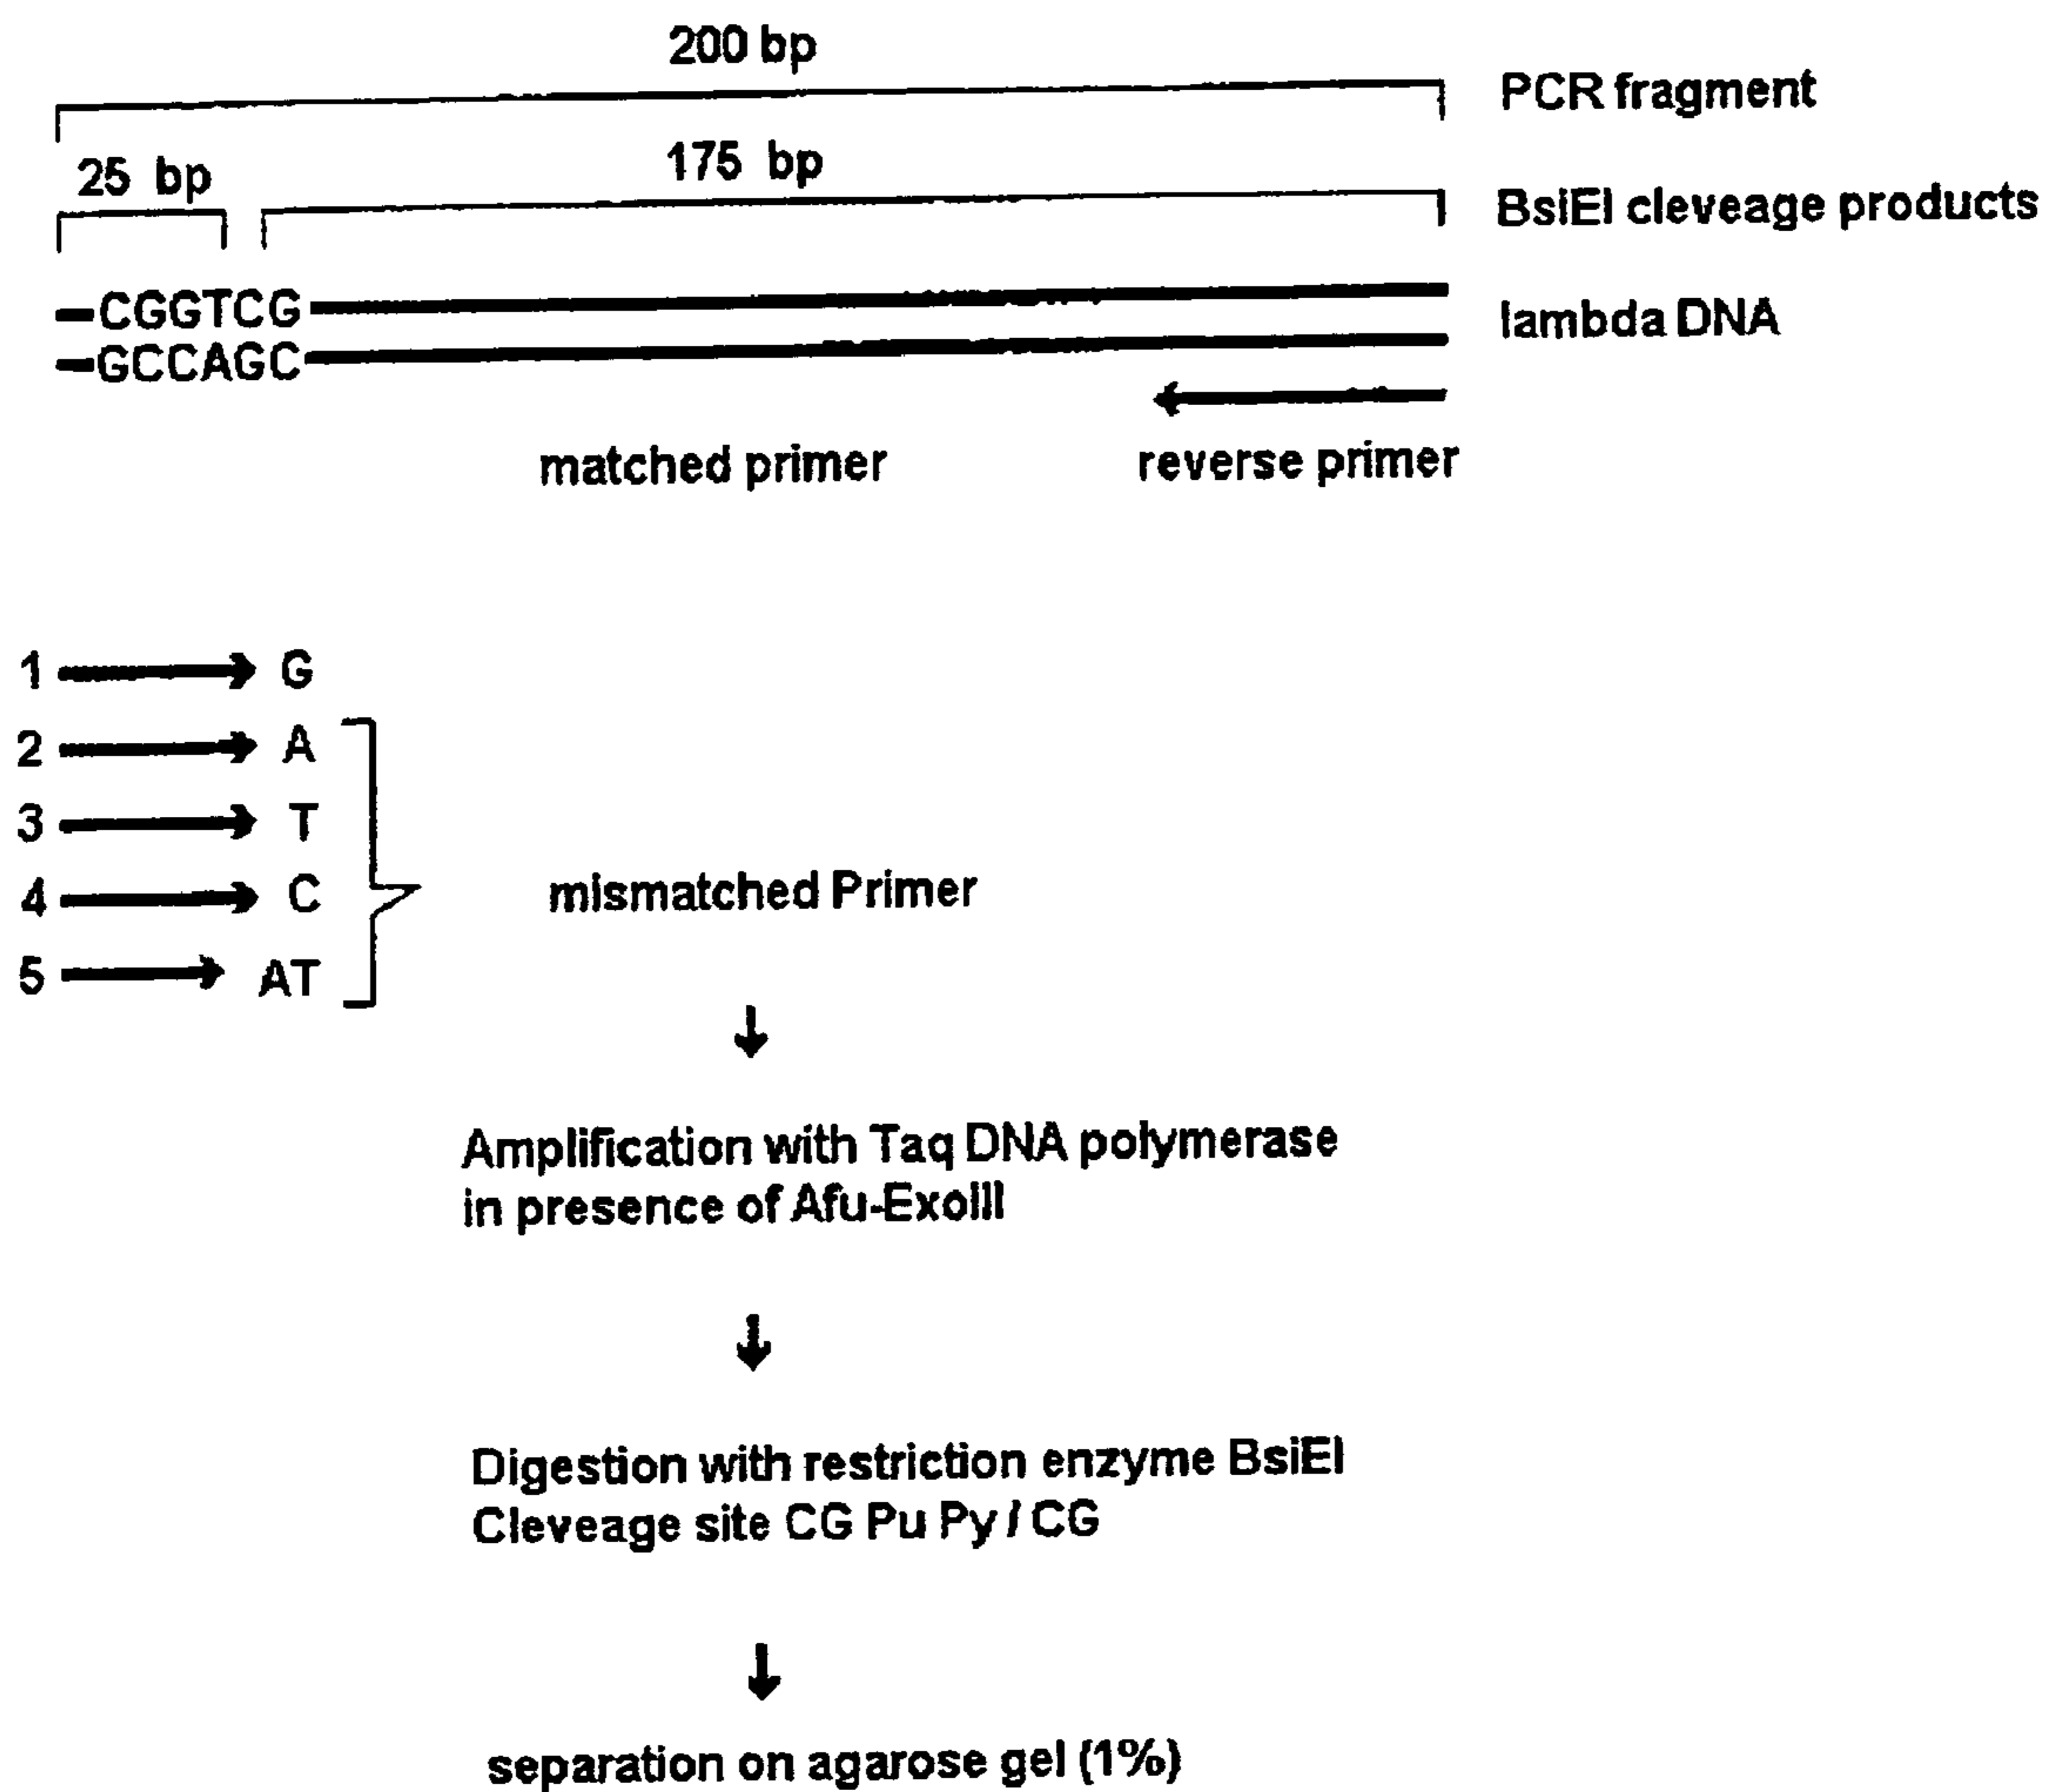 200 bp
PCR fragment
25 bp
175 bp
BsiEI cleveage products
CGGTCG
lambda DNA
GCCAGC
matched primer
reverse primer
1 G
2 A
3 T
4 C
5 AT
mismatched Primer
Amplification with Taq DNA polymerase
in presence of Afu-ExoIII
Digestion with restriction enzyme BsiEI
Cleveage site CG Pu Py / CG
separation on agarose gel (1%)